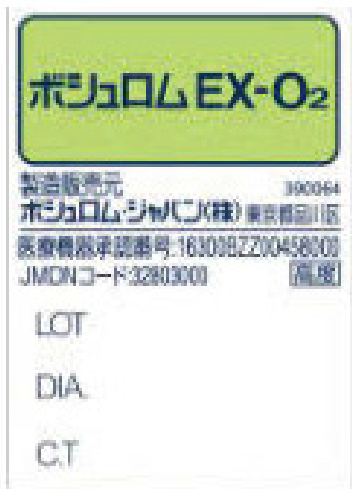 ボシュロム EX-O2
製造販売元 390064
ボシュロム・ジャパン(株) 東京都品川区
医療機器承認番号:16300BZZ00458000
JMDNコード:32803000 高度
LOT
DIA.
C.T